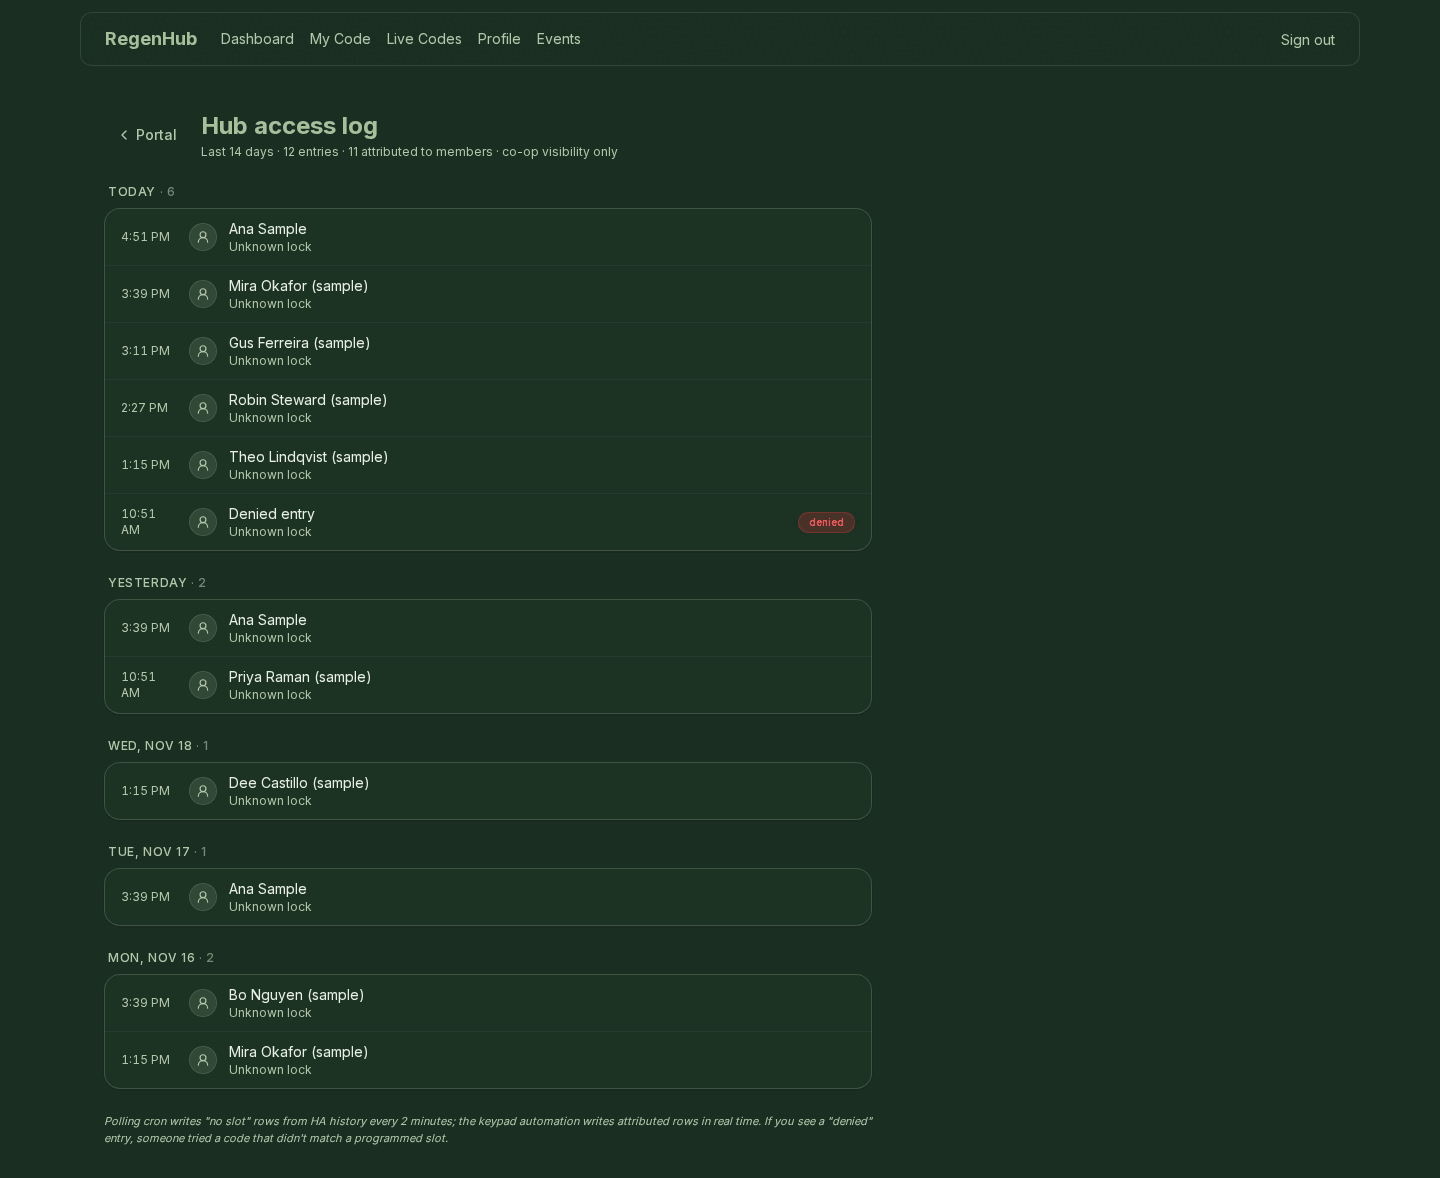 RegenHub Dashboard My Code Live Codes Profile Events Sign out
Portal
Hub access log
Last 14 days · 12 entries · 11 attributed to members · co-op visibility only
TODAY · 6
4:51 PM Ana Sample
Unknown lock
3:39 PM Mira Okafor (sample)
Unknown lock
3:11 PM Gus Ferreira (sample)
Unknown lock
2:27 PM Robin Steward (sample)
Unknown lock
1:15 PM Theo Lindqvist (sample)
Unknown lock
10:51 AM Denied entry denied
Unknown lock
YESTERDAY · 2
3:39 PM Ana Sample
Unknown lock
10:51 AM Priya Raman (sample)
Unknown lock
WED, NOV 18 · 1
1:15 PM Dee Castillo (sample)
Unknown lock
TUE, NOV 17 · 1
3:39 PM Ana Sample
Unknown lock
MON, NOV 16 · 2
3:39 PM Bo Nguyen (sample)
Unknown lock
1:15 PM Mira Okafor (sample)
Unknown lock
Polling cron writes "no slot" rows from HA history every 2 minutes; the keypad automation writes attributed rows in real time. If you see a "denied"
entry, someone tried a code that didn't match a programmed slot.